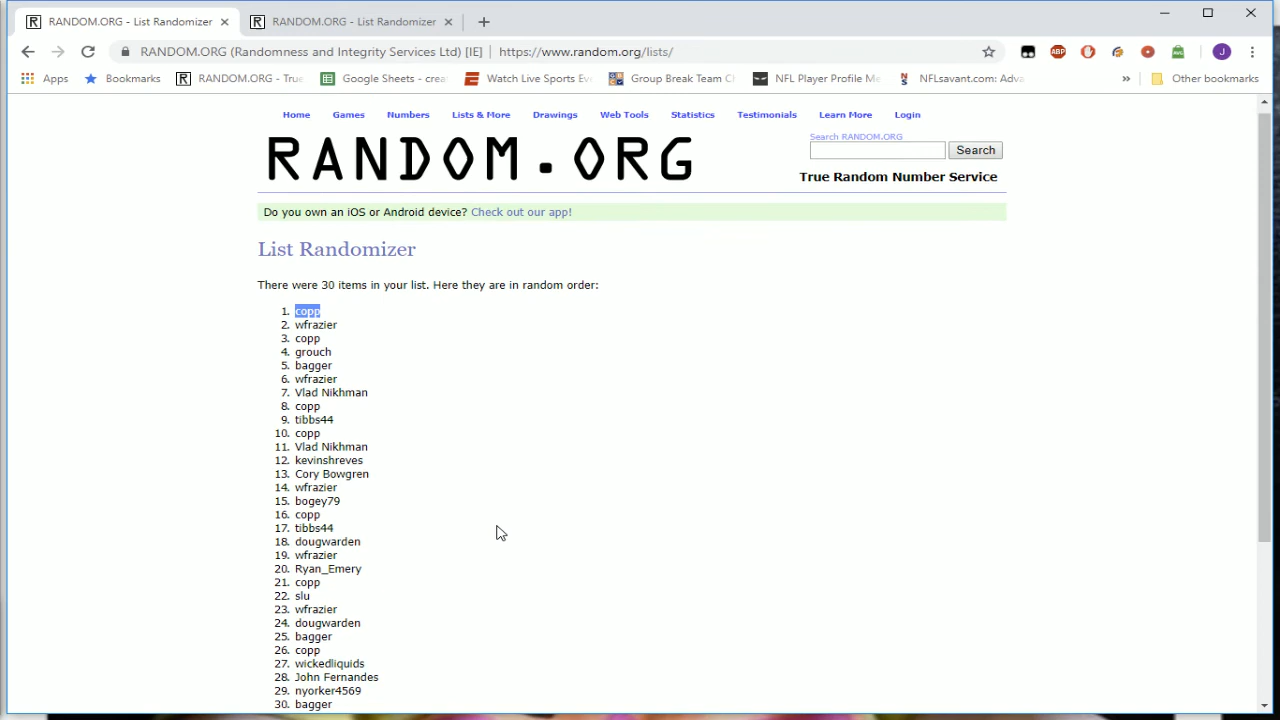 RANDOM.ORG - List Randomizer
RANDOM.ORG - List Randomizer
RANDOM.ORG (Randomness and Integrity Services Ltd) [IE] https://www.random.org/lists/
ABP
J
Apps Bookmarks RANDOM.ORG - True Google Sheets - crea Watch Live Sports Eve Group Break Team C NFL Player Profile Me NFLsavant.com: Adva » Other bookmarks
Home Games Numbers Lists & More Drawings Web Tools Statistics Testimonials Learn More Login
RANDOM.ORG
Search RANDOM.ORG
Search
True Random Number Service
Do you own an iOS or Android device? Check out our app!
List Randomizer
There were 30 items in your list. Here they are in random order:
1. copp
2. wfrazier
3. copp
4. grouch
5. bagger
6. wfrazier
7. Vlad Nikhman
8. copp
9. tibbs44
10. copp
11. Vlad Nikhman
12. kevinshreves
13. Cory Bowgren
14. wfrazier
15. bogey79
16. copp
17. tibbs44
18. dougwarden
19. wfrazier
20. Ryan_Emery
21. copp
22. slu
23. wfrazier
24. dougwarden
25. bagger
26. copp
27. wickedliquids
28. John Fernandes
29. nyorker4569
30. bagger